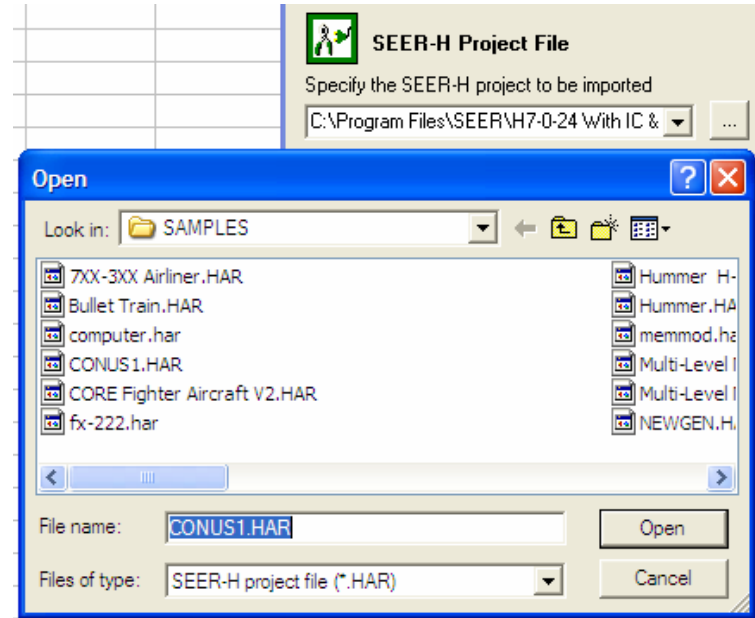 SEER-H Project File
Specify the SEER-H project to be imported
C:\Program Files\SEER\H7-0-24 With IC &
...
Open
Look in: SAMPLES
7XX-3XX Airliner.HAR
Bullet Train.HAR
computer.har
CONUS1.HAR
CORE Fighter Aircraft V2.HAR
fx-222.har
Hummer H-
Hummer.HA
memmod.ha
Multi-Level
Multi-Level
NEWGEN.H
File name: CONUS1.HAR
Open
Files of type: SEER-H project file (*.HAR)
Cancel